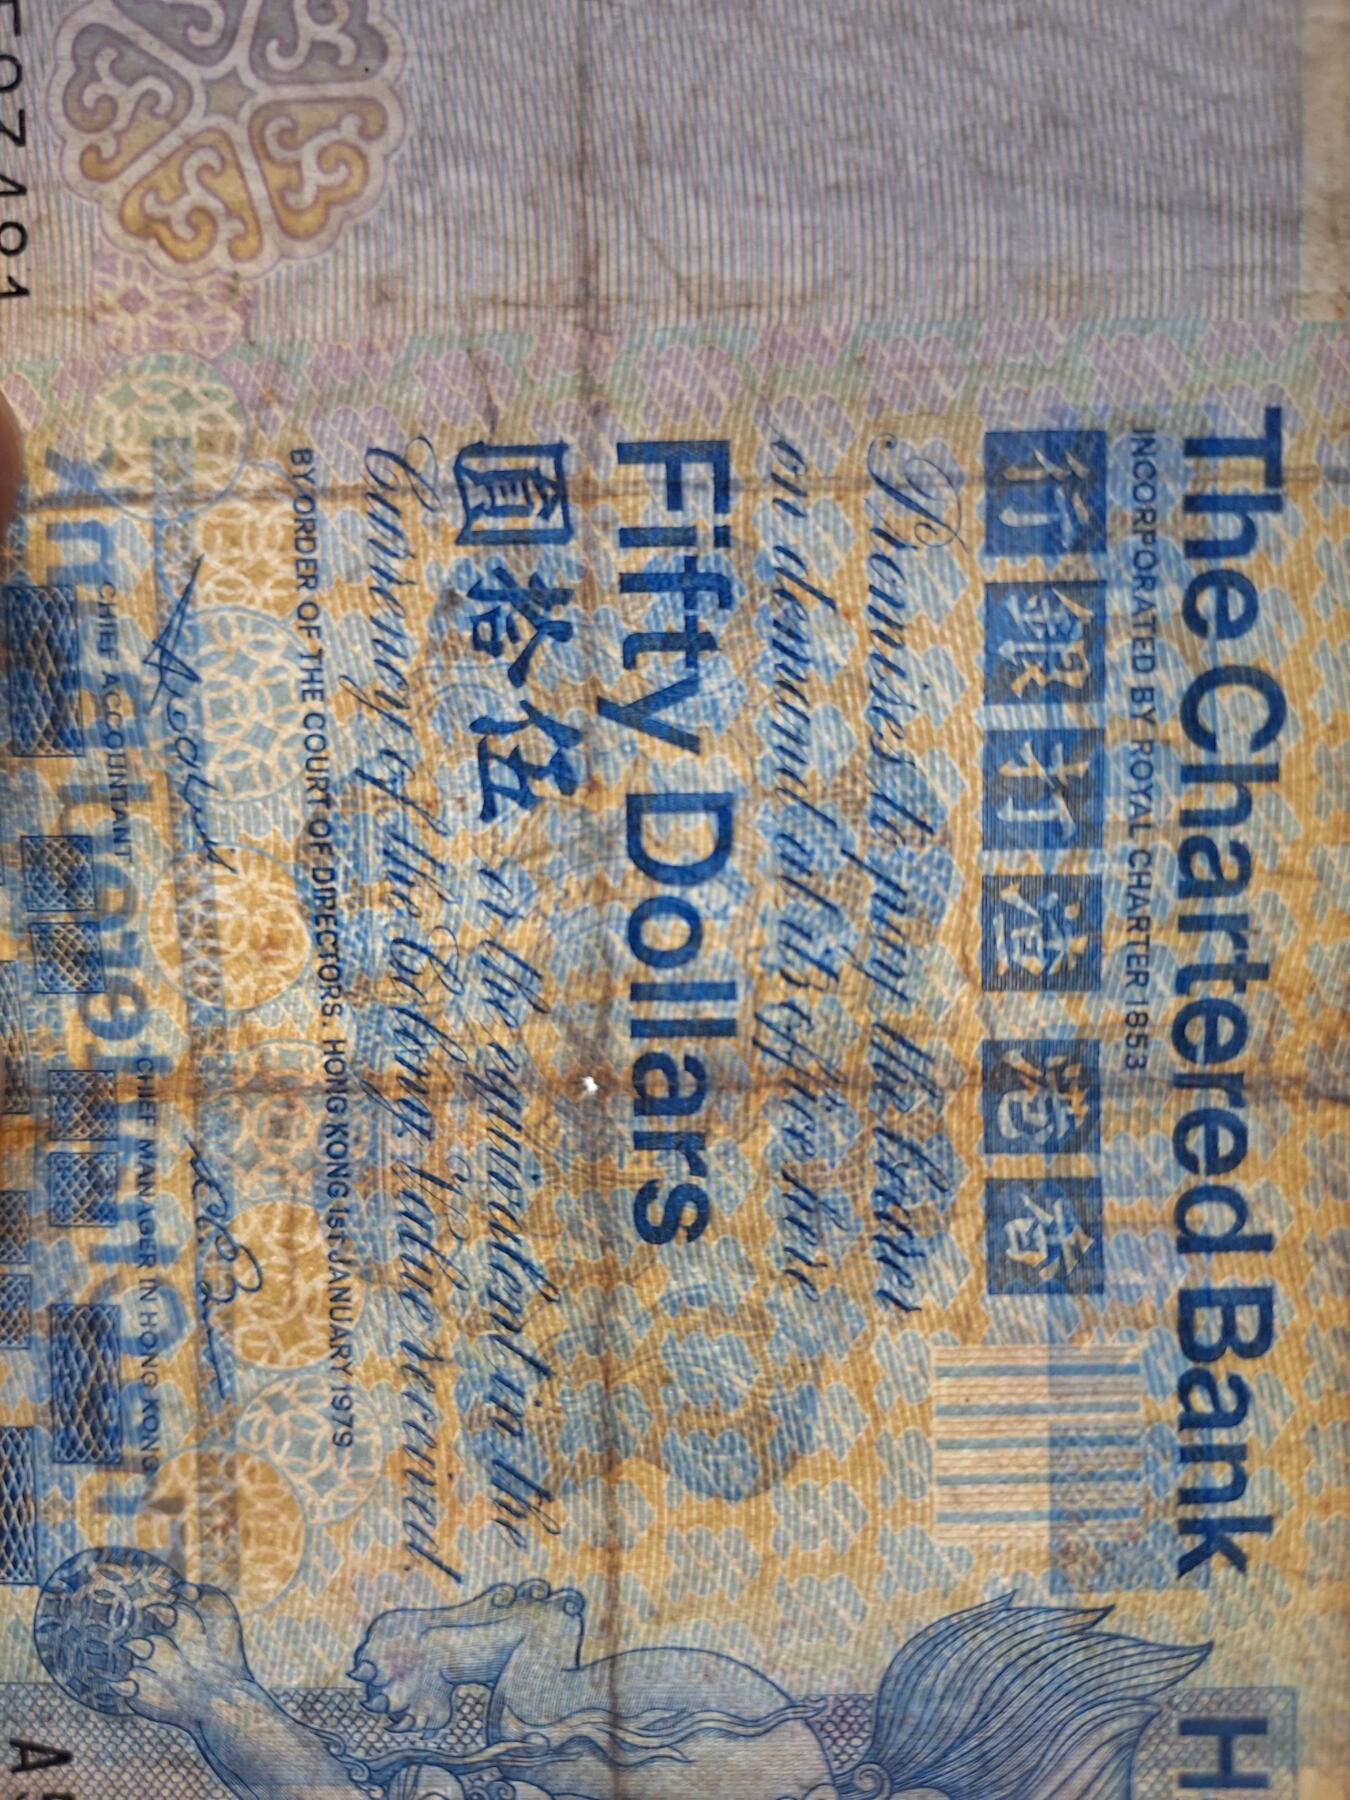 The Chartered Bank
INCORPORATED BY ROYAL CHARTER 1853
香港渣打銀行
Promises to pay the bearer
on demand at its Office here
Fifty Dollars
伍拾圓 or the equivalent in the
Currency of the Colony Value received.
BY ORDER OF THE COURT OF DIRECTORS, HONG KONG 1st JANUARY 1979
CHIEF ACCOUNTANT CHIEF MANAGER IN HONG KONG